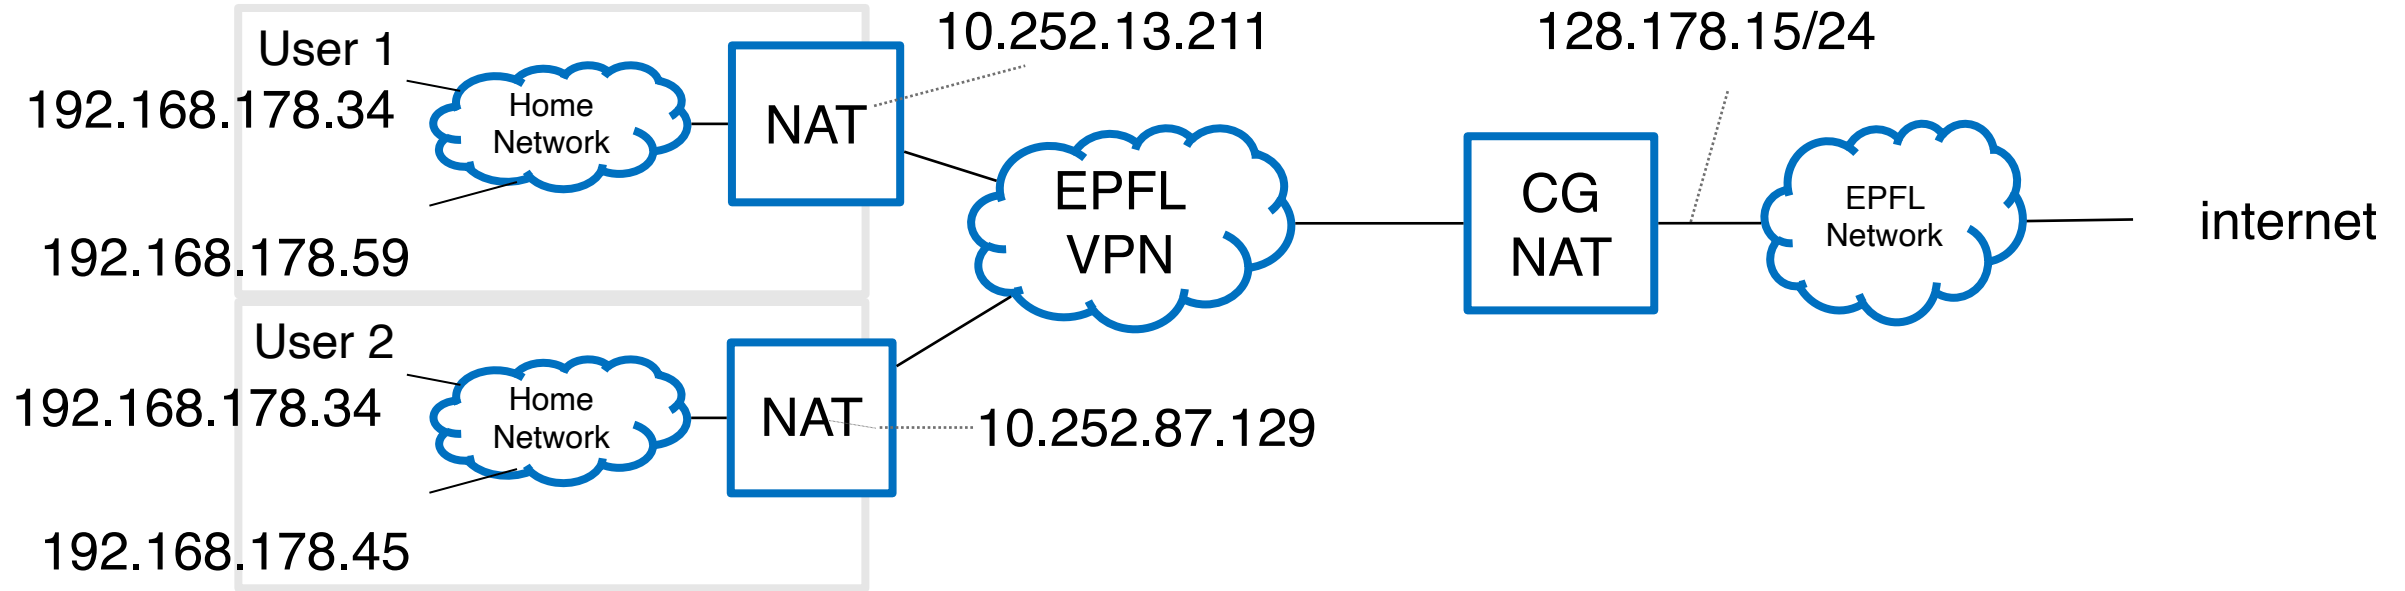 User 1
192.168.178.34
Home
Network
192.168.178.59
NAT
10.252.13.211
User 2
192.168.178.34
Home
Network
192.168.178.45
NAT
10.252.87.129
EPFL
VPN
CG
NAT
128.178.15/24
EPFL
Network
internet